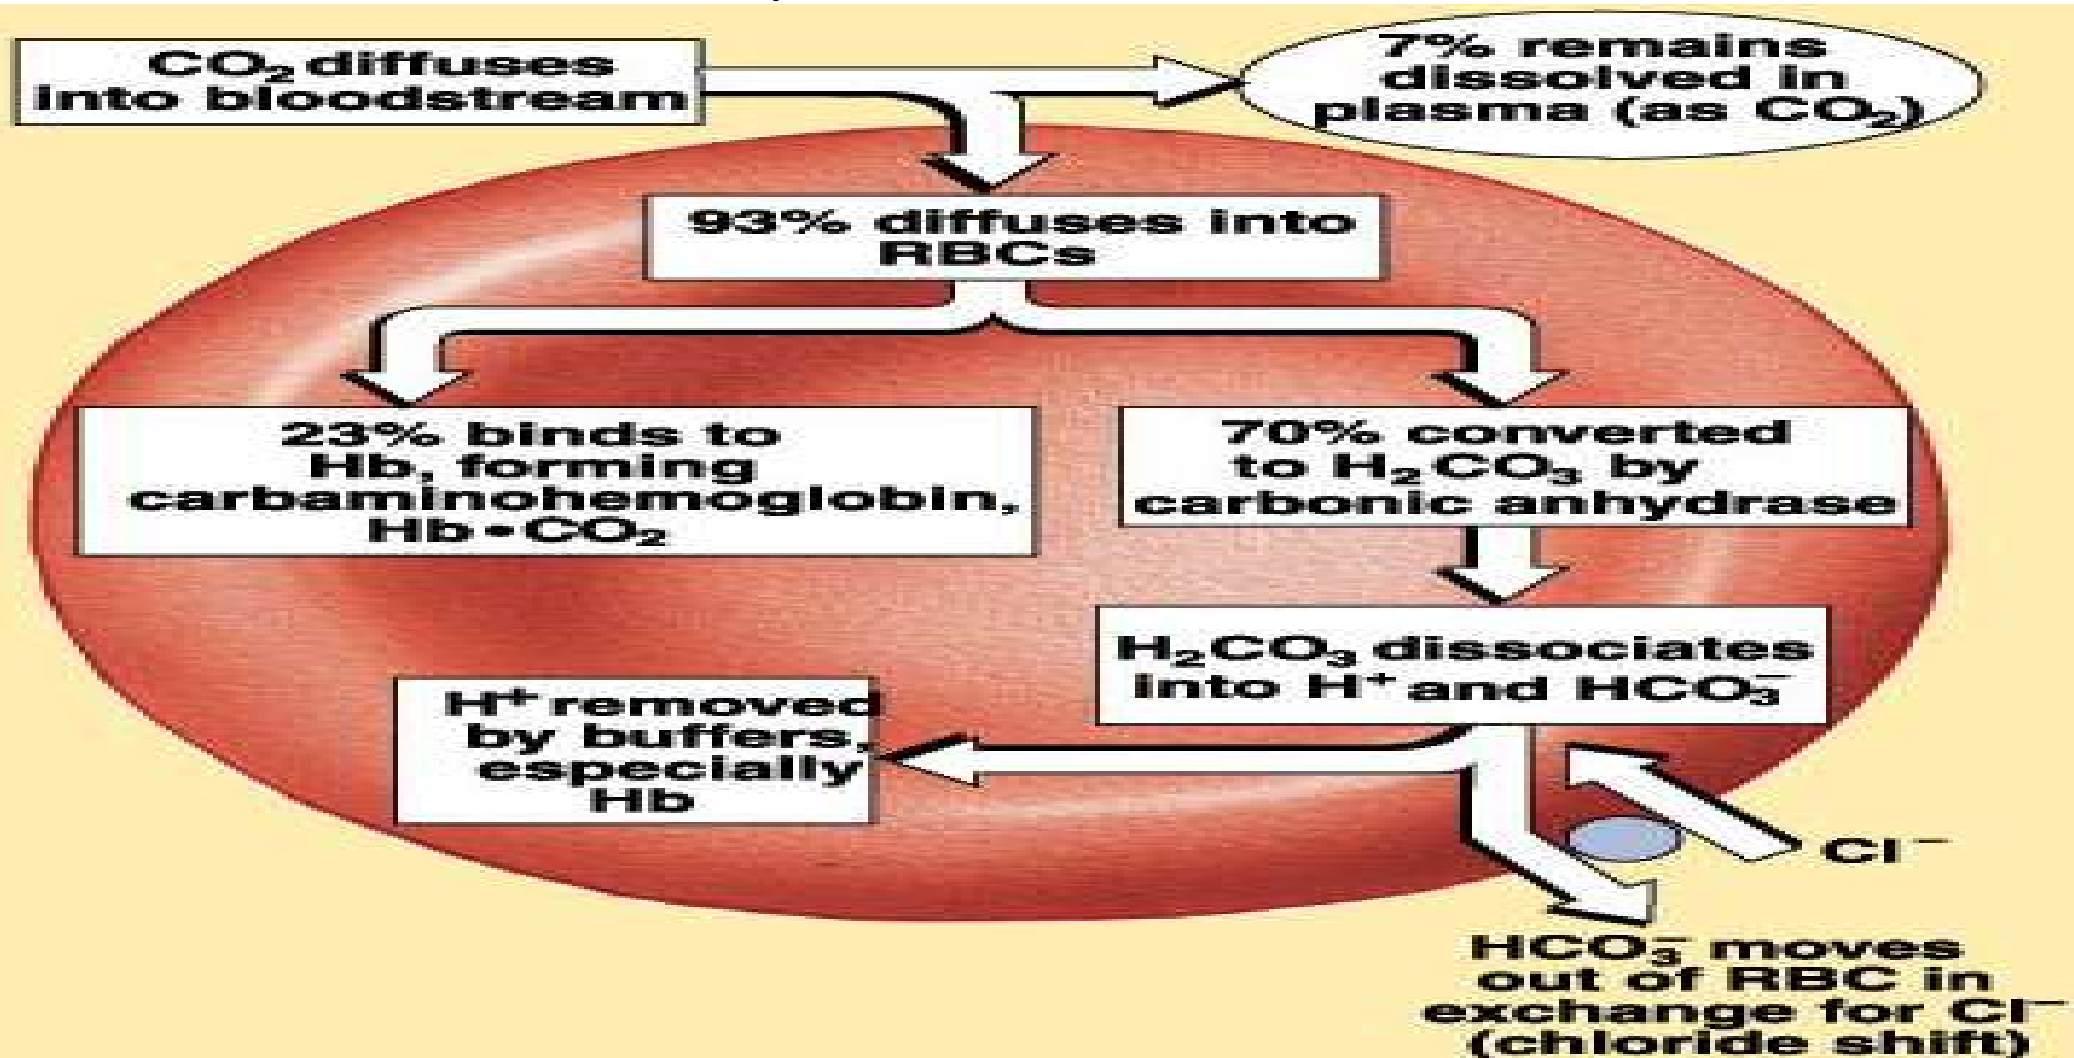 CO₂ diffuses
into bloodstream
7% remains
dissolved in
plasma (as CO₂)
93% diffuses into
RBCs
23% binds to
Hb, forming
carbaminohemoglobin,
Hb•CO₂
70% converted
to H₂CO₃ by
carbonic anhydrase
H₂CO₃ dissociates
into H⁺ and HCO₃⁻
H⁺ removed
by buffers,
especially
Hb
Cl⁻
HCO₃⁻ moves
out of RBC in
exchange for Cl⁻
(chloride shift)